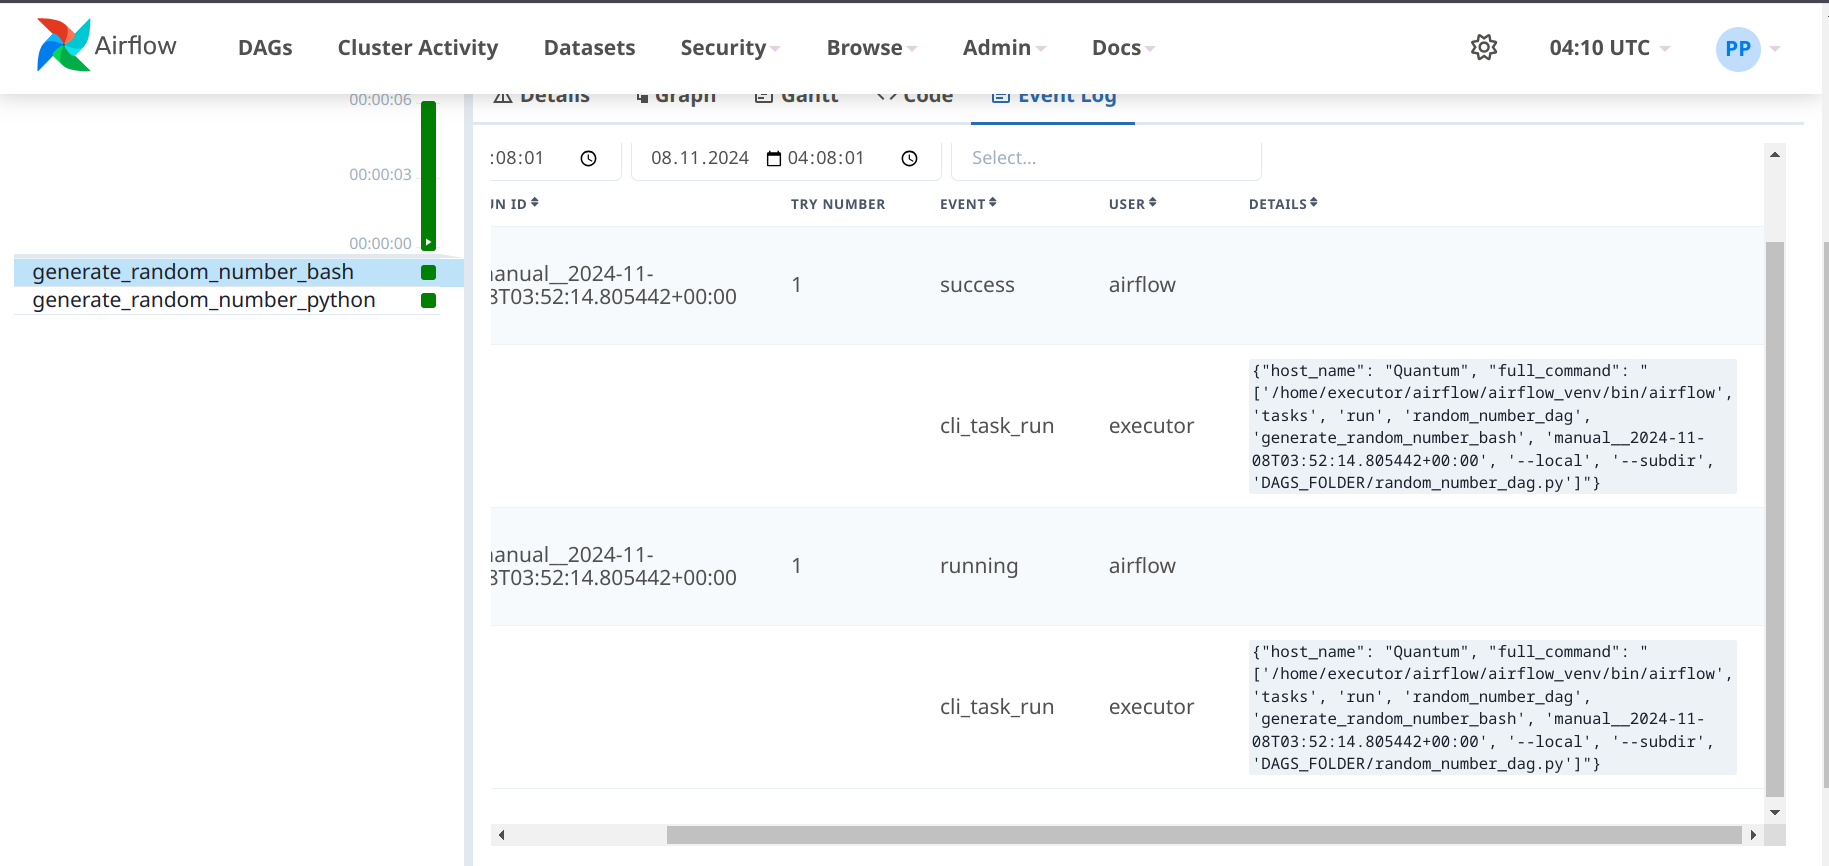 Airflow
DAGs Cluster Activity Datasets Security Browse Admin Docs 04:10 UTC PP
Details Graph Gantt Code Event Log
00:00:06
00:00:03
00:00:00
generate_random_number_bash
generate_random_number_python
:08:01 08.11.2024 04:08:01 Select...
UN ID TRY NUMBER EVENT USER DETAILS
anual__2024-11-
8T03:52:14.805442+00:00 1 success airflow
cli_task_run executor
{"host_name": "Quantum", "full_command": "
['/home/executor/airflow/airflow_venv/bin/airflow',
'tasks', 'run', 'random_number_dag',
'generate_random_number_bash', 'manual__2024-11-
08T03:52:14.805442+00:00', '--local', '--subdir',
'DAGS_FOLDER/random_number_dag.py']"}
anual__2024-11-
8T03:52:14.805442+00:00 1 running airflow
cli_task_run executor
{"host_name": "Quantum", "full_command": "
['/home/executor/airflow/airflow_venv/bin/airflow',
'tasks', 'run', 'random_number_dag',
'generate_random_number_bash', 'manual__2024-11-
08T03:52:14.805442+00:00', '--local', '--subdir',
'DAGS_FOLDER/random_number_dag.py']"}